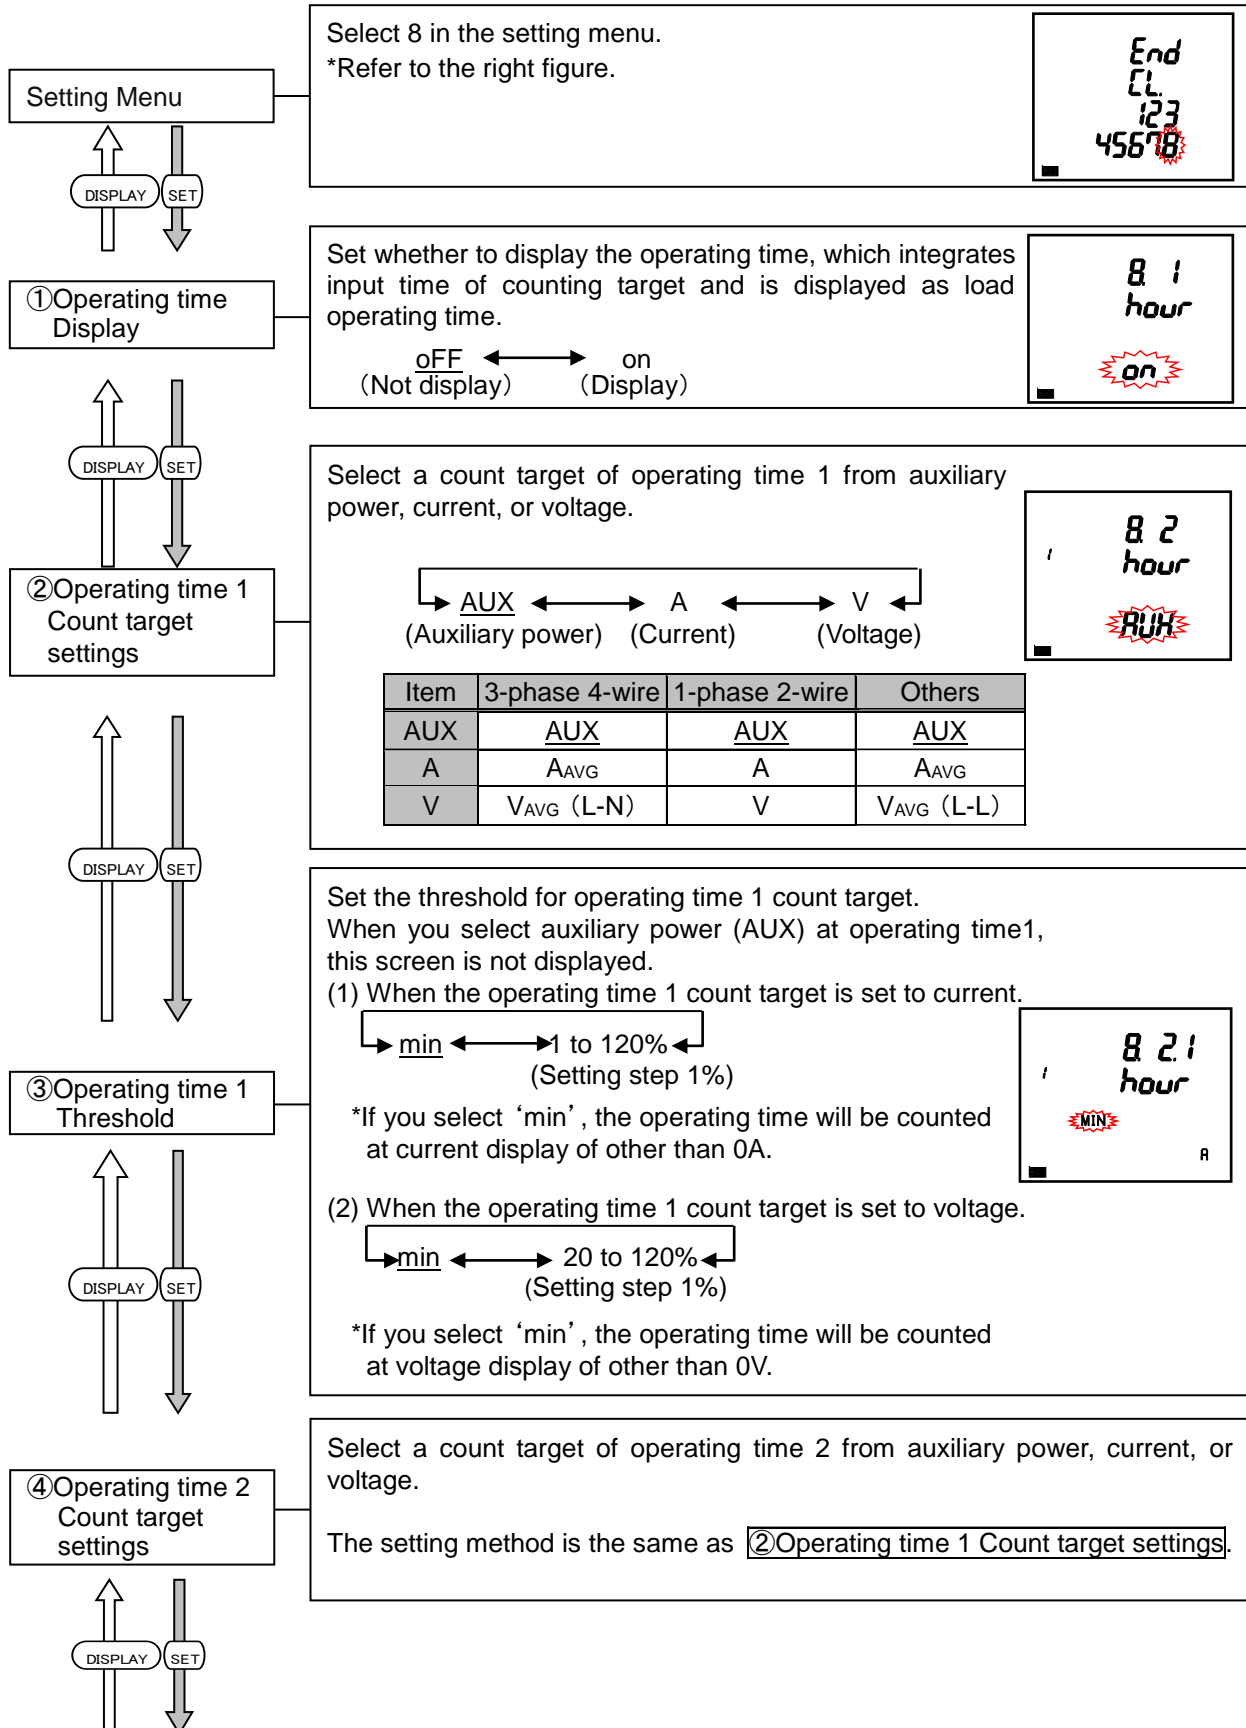 Select 8 in the setting menu.
*Refer to the right figure.
End
CL.
123
45678
Setting Menu
DISPLAY SET
Set whether to display the operating time, which integrates
input time of counting target and is displayed as load
operating time.
oFF on
(Not display) (Display)
8. 1
hour
on
①Operating time
Display
DISPLAY SET
Select a count target of operating time 1 from auxiliary
power, current, or voltage.
AUX A V
(Auxiliary power) (Current) (Voltage)
8. 2
1 hour
AUX
②Operating time 1
Count target
settings
Item 3-phase 4-wire 1-phase 2-wire Others
AUX AUX AUX AUX
A AAVG A AAVG
V VAVG (L-N) V VAVG (L-L)
DISPLAY SET
Set the threshold for operating time 1 count target.
When you select auxiliary power (AUX) at operating time1,
this screen is not displayed.
(1) When the operating time 1 count target is set to current.
min 1 to 120%
(Setting step 1%)
*If you select ‘min’, the operating time will be counted
at current display of other than 0A.
8. 2.1
1 hour
MIN
A
③Operating time 1
Threshold
(2) When the operating time 1 count target is set to voltage.
min 20 to 120%
(Setting step 1%)
*If you select ‘min’, the operating time will be counted
at voltage display of other than 0V.
DISPLAY SET
Select a count target of operating time 2 from auxiliary power, current, or
voltage.
The setting method is the same as ②Operating time 1 Count target settings.
④Operating time 2
Count target
settings
DISPLAY SET